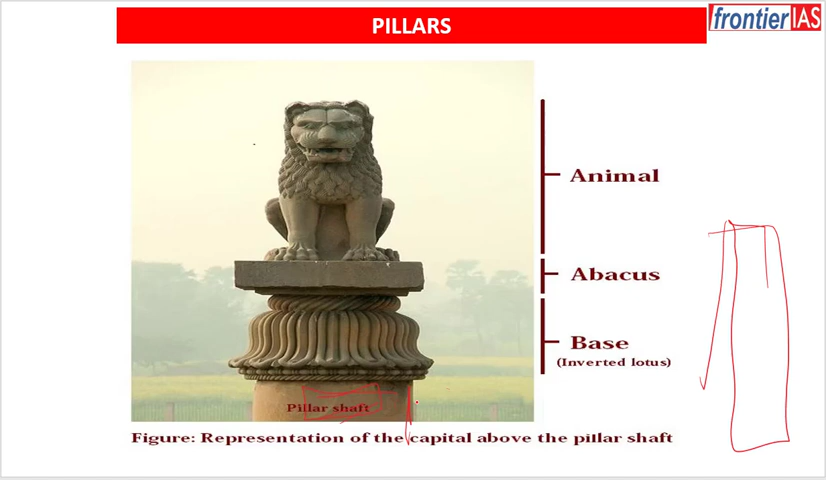 PILLARS
frontierIAS
Animal
Abacus
Base
(Inverted lotus)
Pillar shaft
Figure: Representation of the capital above the pillar shaft